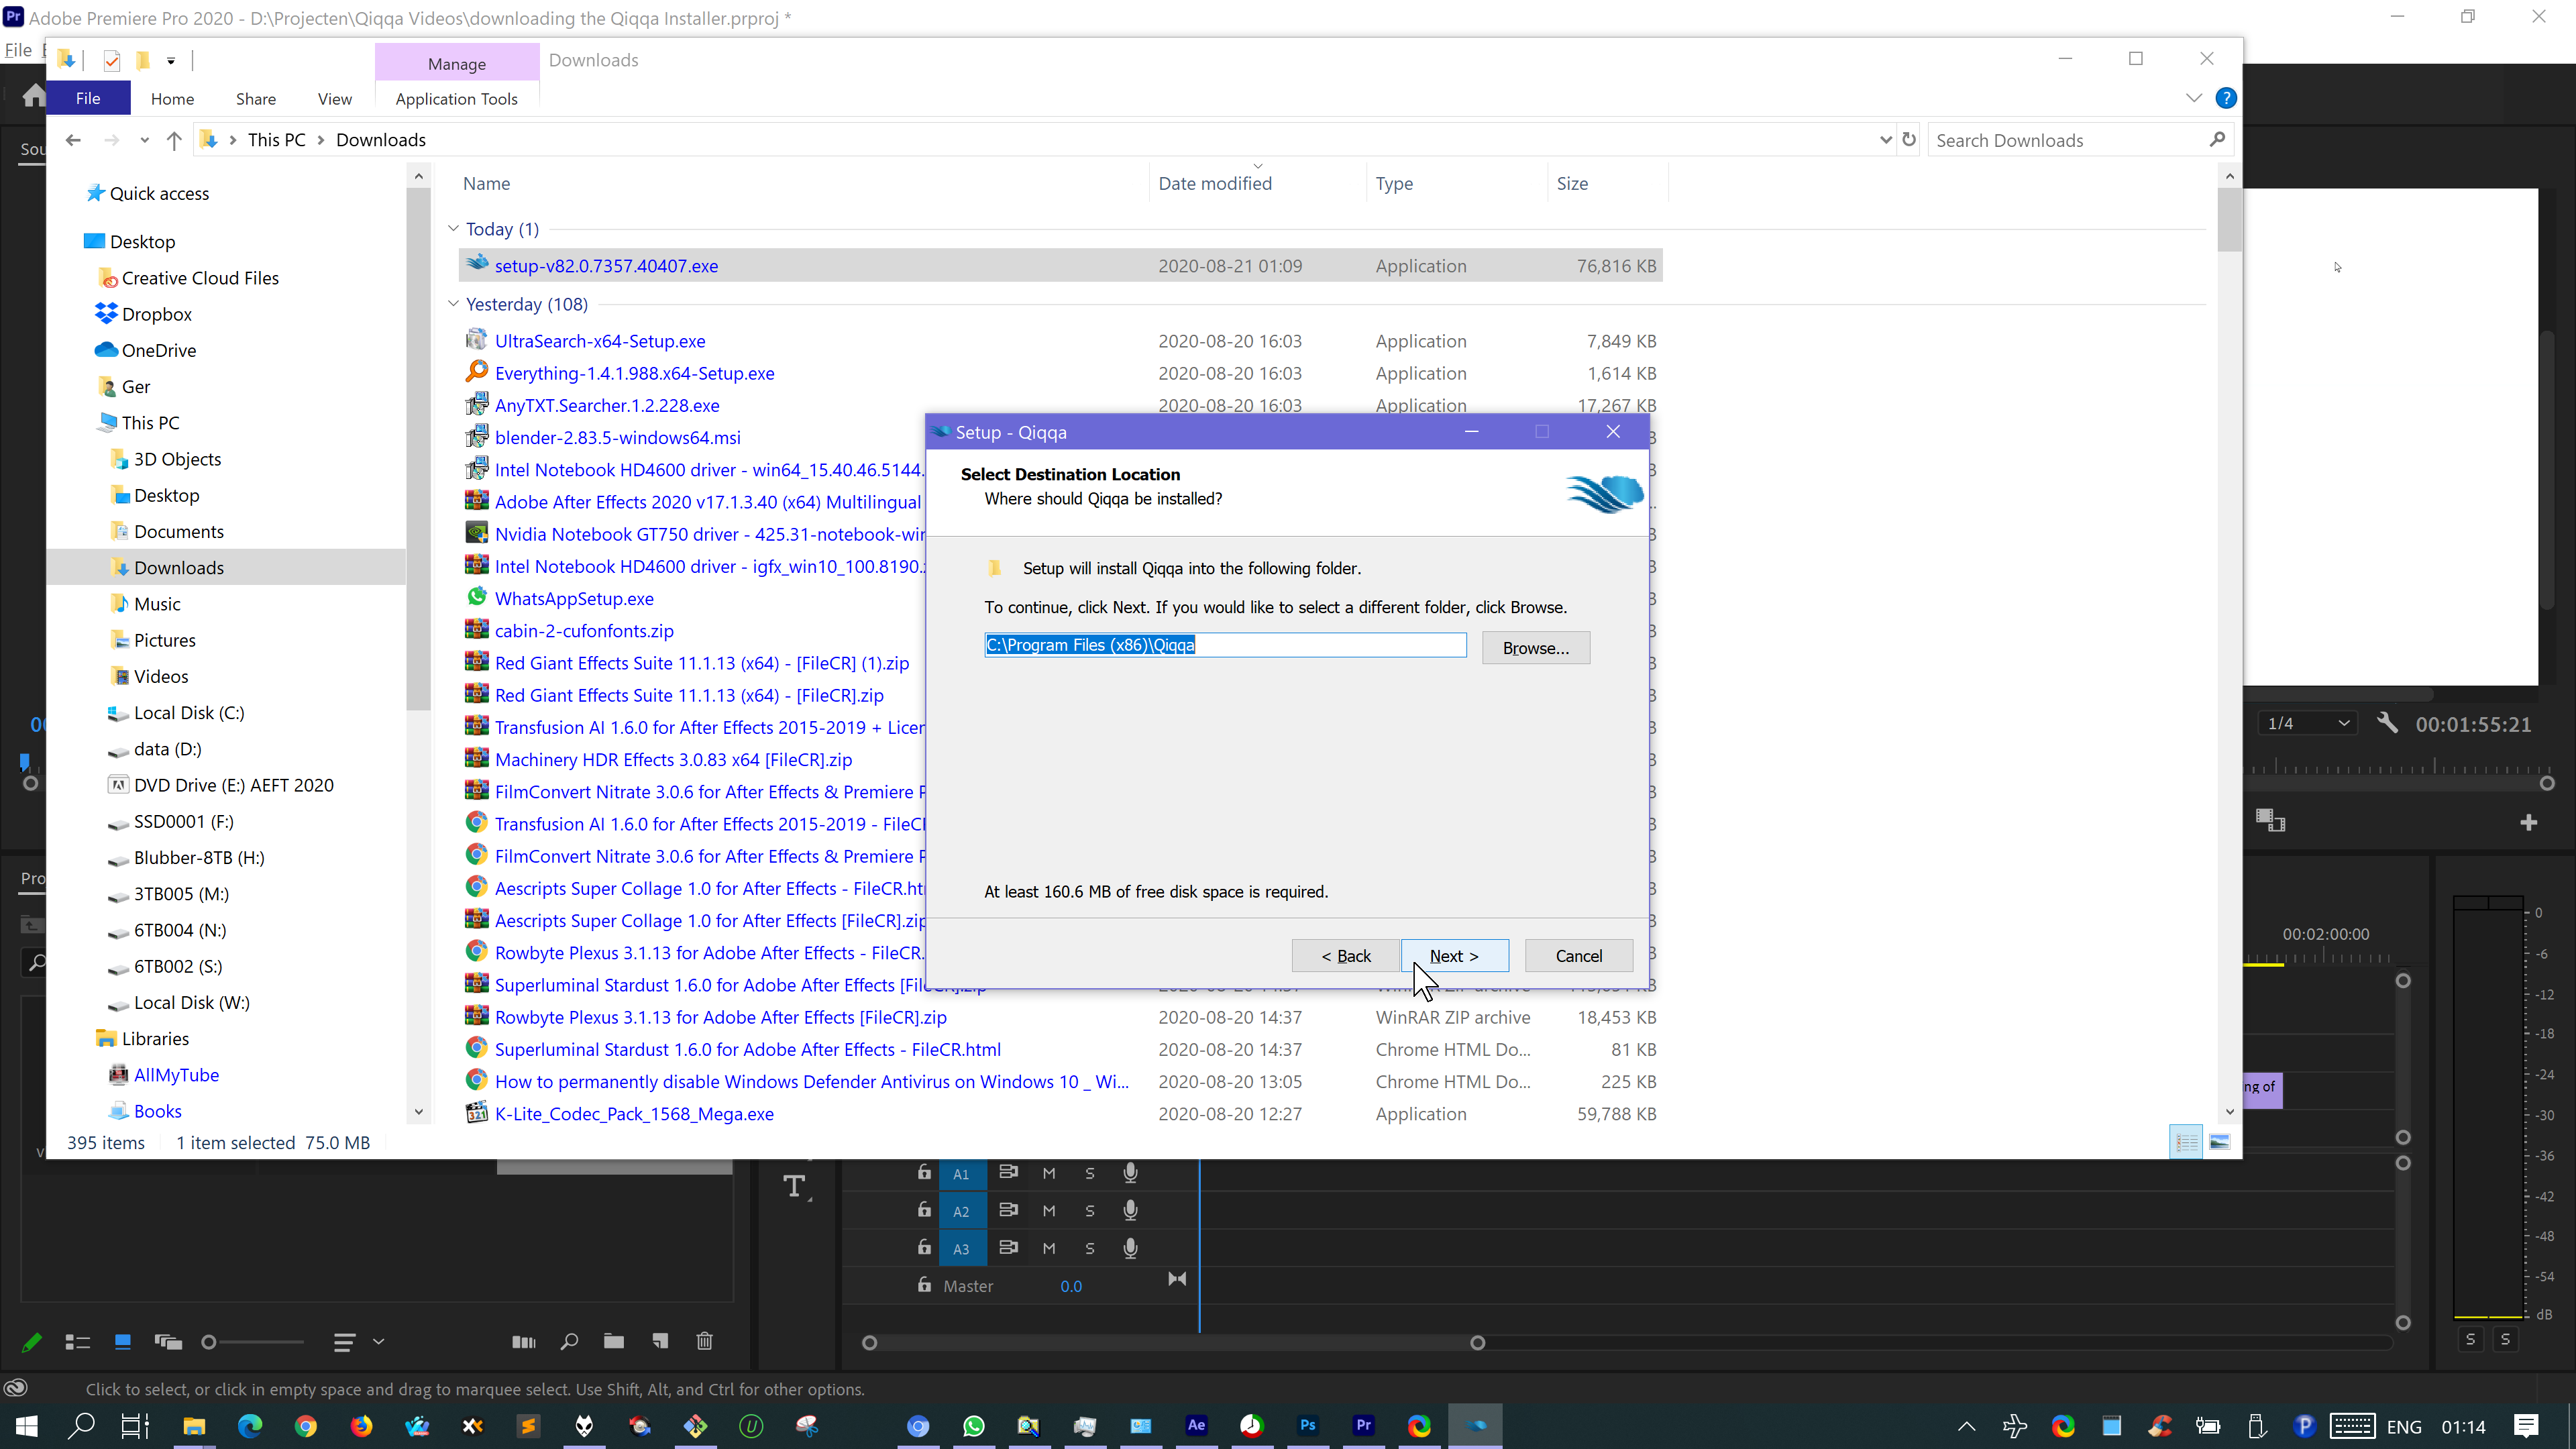 Adobe Premiere Pro 2020 - D:\Projecten\Qiqqa Videos\downloading the Qiqqa Installer.prproj *
File
Manage
Downloads
File
Home
Share
View
Application Tools
This PC
Downloads
Search Downloads
Sou
Quick access
Desktop
Creative Cloud Files
Dropbox
OneDrive
Ger
This PC
3D Objects
Desktop
Documents
Downloads
Music
Pictures
Videos
Local Disk (C:)
data (D:)
DVD Drive (E:) AEFT 2020
SSD0001 (F:)
Blubber-8TB (H:)
3TB005 (M:)
6TB004 (N:)
6TB002 (S:)
Local Disk (W:)
Libraries
AllMyTube
Books
Name Date modified Type Size
Today (1)
setup-v82.0.7357.40407.exe 2020-08-21 01:09 Application 76,816 KB
Yesterday (108)
UltraSearch-x64-Setup.exe 2020-08-20 16:03 Application 7,849 KB
Everything-1.4.1.988.x64-Setup.exe 2020-08-20 16:03 Application 1,614 KB
AnyTXT.Searcher.1.2.228.exe 2020-08-20 16:03 Application 17,267 KB
blender-2.83.5-windows64.msi
Intel Notebook HD4600 driver - win64_15.40.46.5144.
Adobe After Effects 2020 v17.1.3.40 (x64) Multilingual
Nvidia Notebook GT750 driver - 425.31-notebook-wi
Intel Notebook HD4600 driver - igfx_win10_100.8190.
WhatsAppSetup.exe
cabin-2-cufonfonts.zip
Red Giant Effects Suite 11.1.13 (x64) - [FileCR] (1).zip
Red Giant Effects Suite 11.1.13 (x64) - [FileCR].zip
Transfusion AI 1.6.0 for After Effects 2015-2019 + Licer
Machinery HDR Effects 3.0.83 x64 [FileCR].zip
FilmConvert Nitrate 3.0.6 for After Effects & Premiere P
Transfusion AI 1.6.0 for After Effects 2015-2019 - FileC
FilmConvert Nitrate 3.0.6 for After Effects & Premiere P
Aescripts Super Collage 1.0 for After Effects - FileCR.ht
Aescripts Super Collage 1.0 for After Effects [FileCR].zip
Rowbyte Plexus 3.1.13 for Adobe After Effects - FileCR.
Superluminal Stardust 1.6.0 for Adobe After Effects
Rowbyte Plexus 3.1.13 for Adobe After Effects [FileCR].zip 2020-08-20 14:37 WinRAR ZIP archive 18,453 KB
Superluminal Stardust 1.6.0 for Adobe After Effects - FileCR.html 2020-08-20 14:37 Chrome HTML Do... 81 KB
How to permanently disable Windows Defender Antivirus on Windows 10 _ Wi... 2020-08-20 13:05 Chrome HTML Do... 225 KB
K-Lite_Codec_Pack_1568_Mega.exe 2020-08-20 12:27 Application 59,788 KB
395 items 1 item selected 75.0 MB
Setup - Qiqqa
Select Destination Location
Where should Qiqqa be installed?
Setup will install Qiqqa into the following folder.
To continue, click Next. If you would like to select a different folder, click Browse.
C:\Program Files (x86)\Qiqqa
Browse...
At least 160.6 MB of free disk space is required.
< Back
Next >
Cancel
1/4
00:01:55:21
00:02:00:00
ng of
Pro
0
-6
-12
-18
-24
-30
-36
-42
-48
-54
dB
S S
A1 M S
A2 M S
A3 M S
Master 0.0
Click to select, or click in empty space and drag to marquee select. Use Shift, Alt, and Ctrl for other options.
Ae
Ps
Pr
ENG
01:14